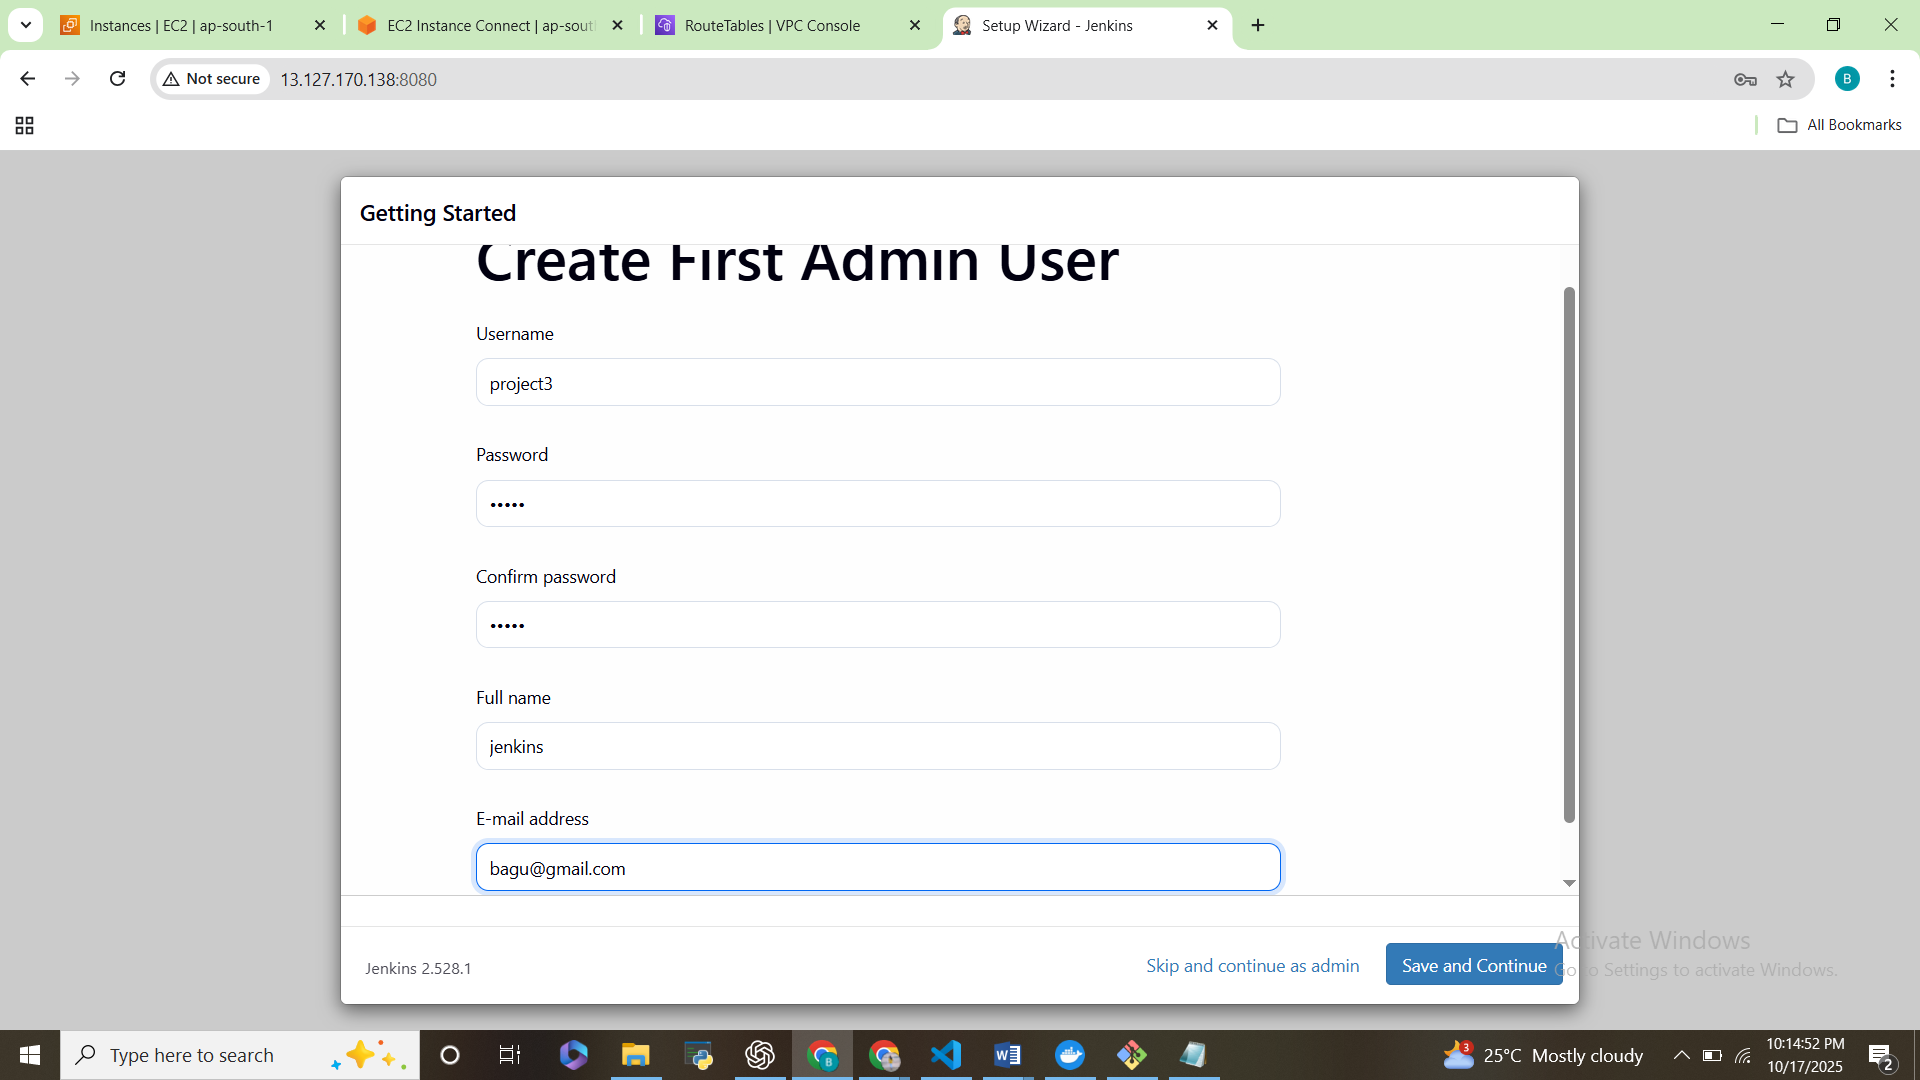 Instances | EC2 | ap-south-1
EC2 Instance Connect | ap-sout
RouteTables | VPC Console
Setup Wizard - Jenkins
Not secure
13.127.170.138:8080
B
All Bookmarks
Getting Started
Create First Admin User
Username
project3
Password
•••••
Confirm password
•••••
Full name
jenkins
E-mail address
bagu@gmail.com
Jenkins 2.528.1
Skip and continue as admin
Save and Continue
Activate Windows
Go to Settings to activate Windows.
Type here to search
B
3
25°C Mostly cloudy
10:14:52 PM
10/17/2025
2